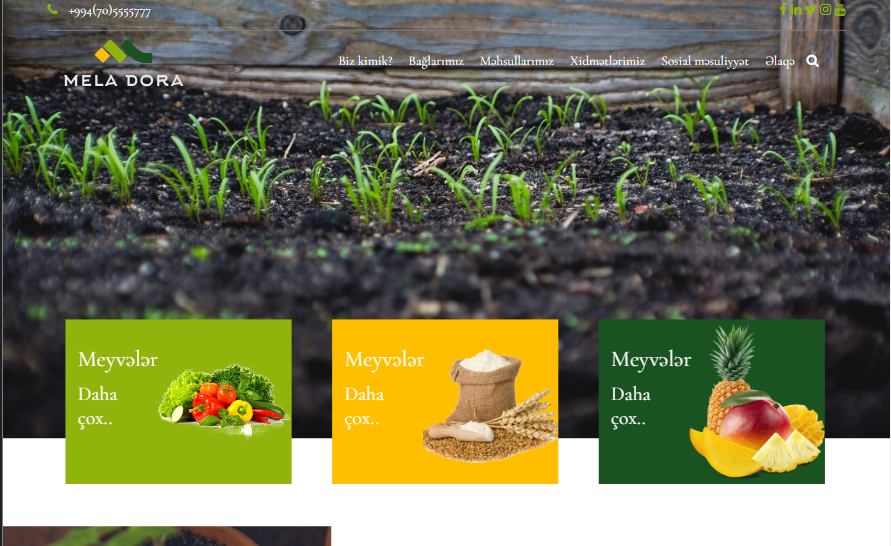 +994(70)5555777
MELA DORA
Biz kimik? Bağlarımız Məhsullarımız Xidmətlərimiz Sosial məsuliyyət Əlaqə
Meyvələr
Daha
çox..
Meyvələr
Daha
çox..
Meyvələr
Daha
çox..